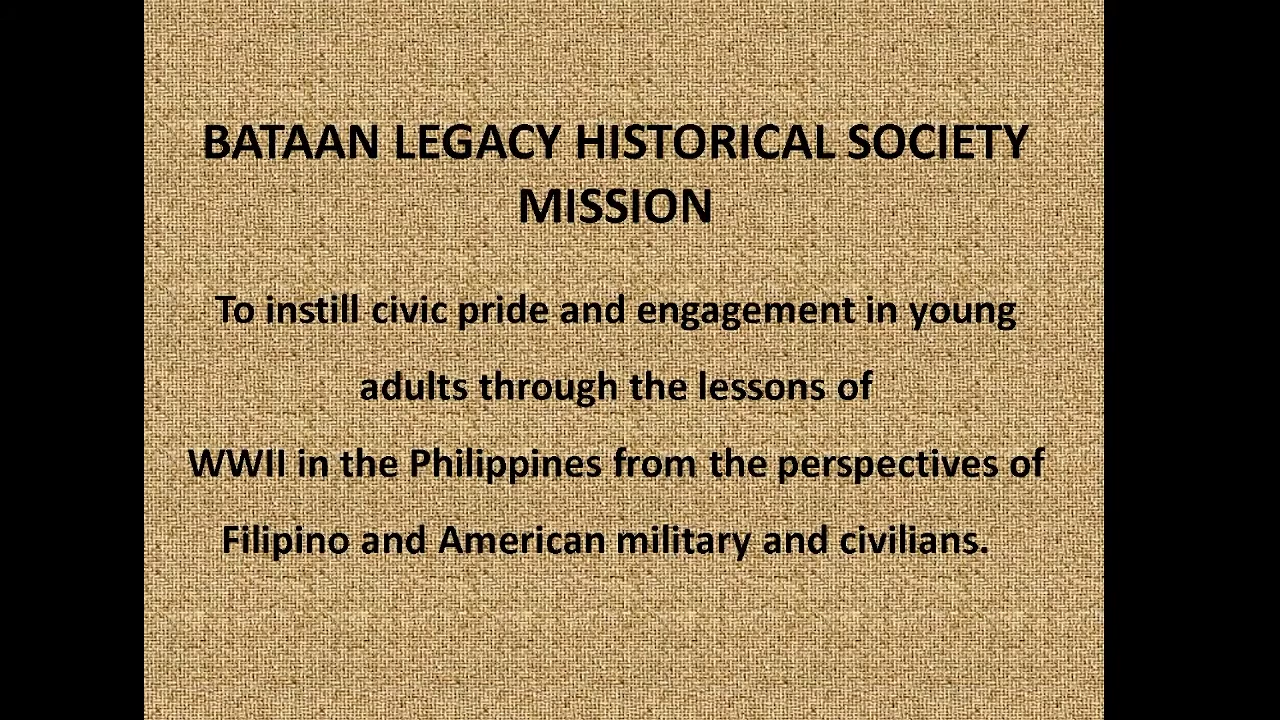 BATAAN LEGACY HISTORICAL SOCIETY
MISSION
To instill civic pride and engagement in young
adults through the lessons of
WWII in the Philippines from the perspectives of
Filipino and American military and civilians.